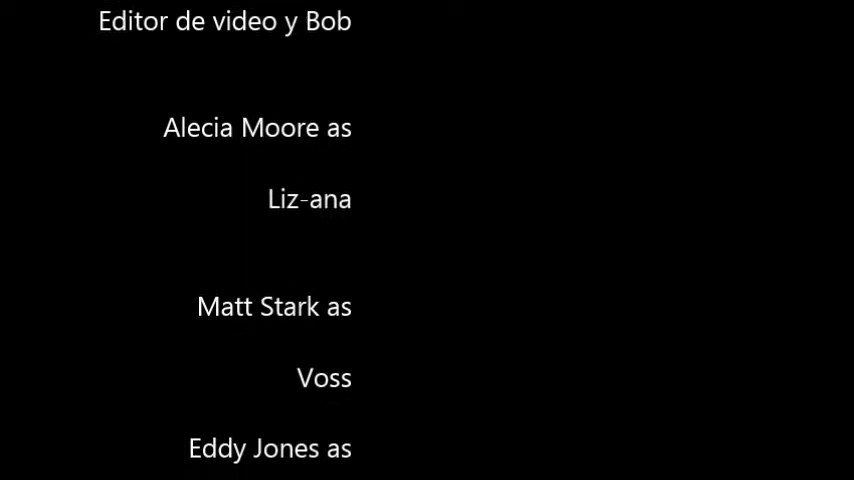 Editor de video y Bob
Alecia Moore as
Liz-ana
Matt Stark as
Voss
Eddy Jones as